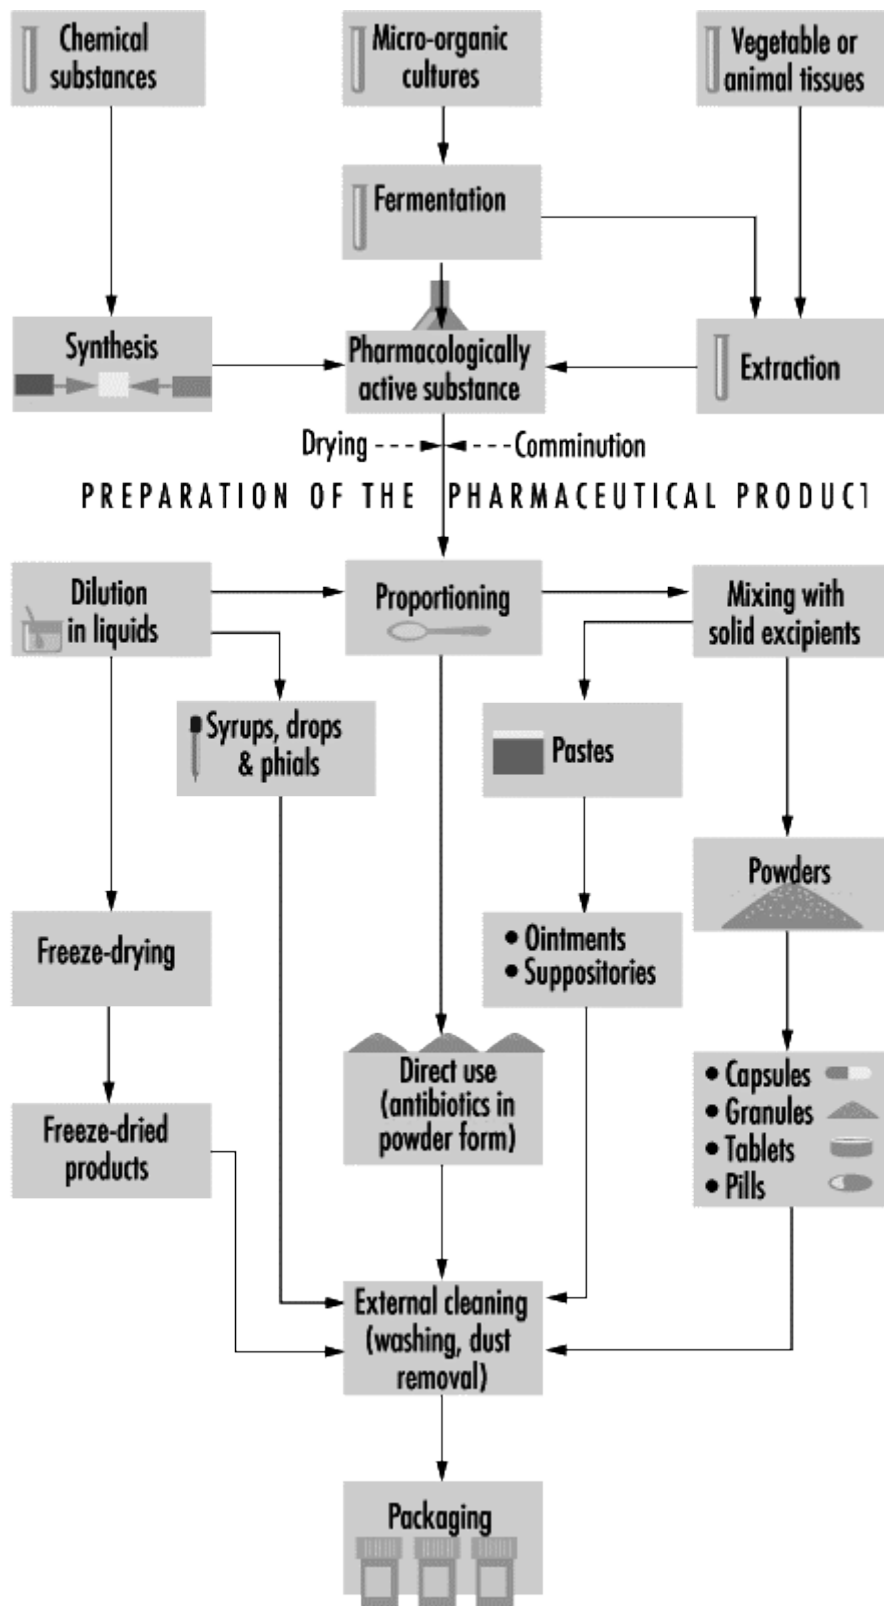 Chemical
substances
Micro-organic
cultures
Vegetable or
animal tissues
Fermentation
Synthesis
Pharmacologically
active substance
Extraction
Drying
Comminution
PREPARATION OF THE PHARMACEUTICAL PRODUCT
Dilution
in liquids
Proportioning
Mixing with
solid excipients
Syrups, drops
& phials
Pastes
Powders
Freeze-drying
• Ointments
• Suppositories
Direct use
(antibiotics in
powder form)
• Capsules
• Granules
• Tablets
• Pills
Freeze-dried
products
External cleaning
(washing, dust
removal)
Packaging